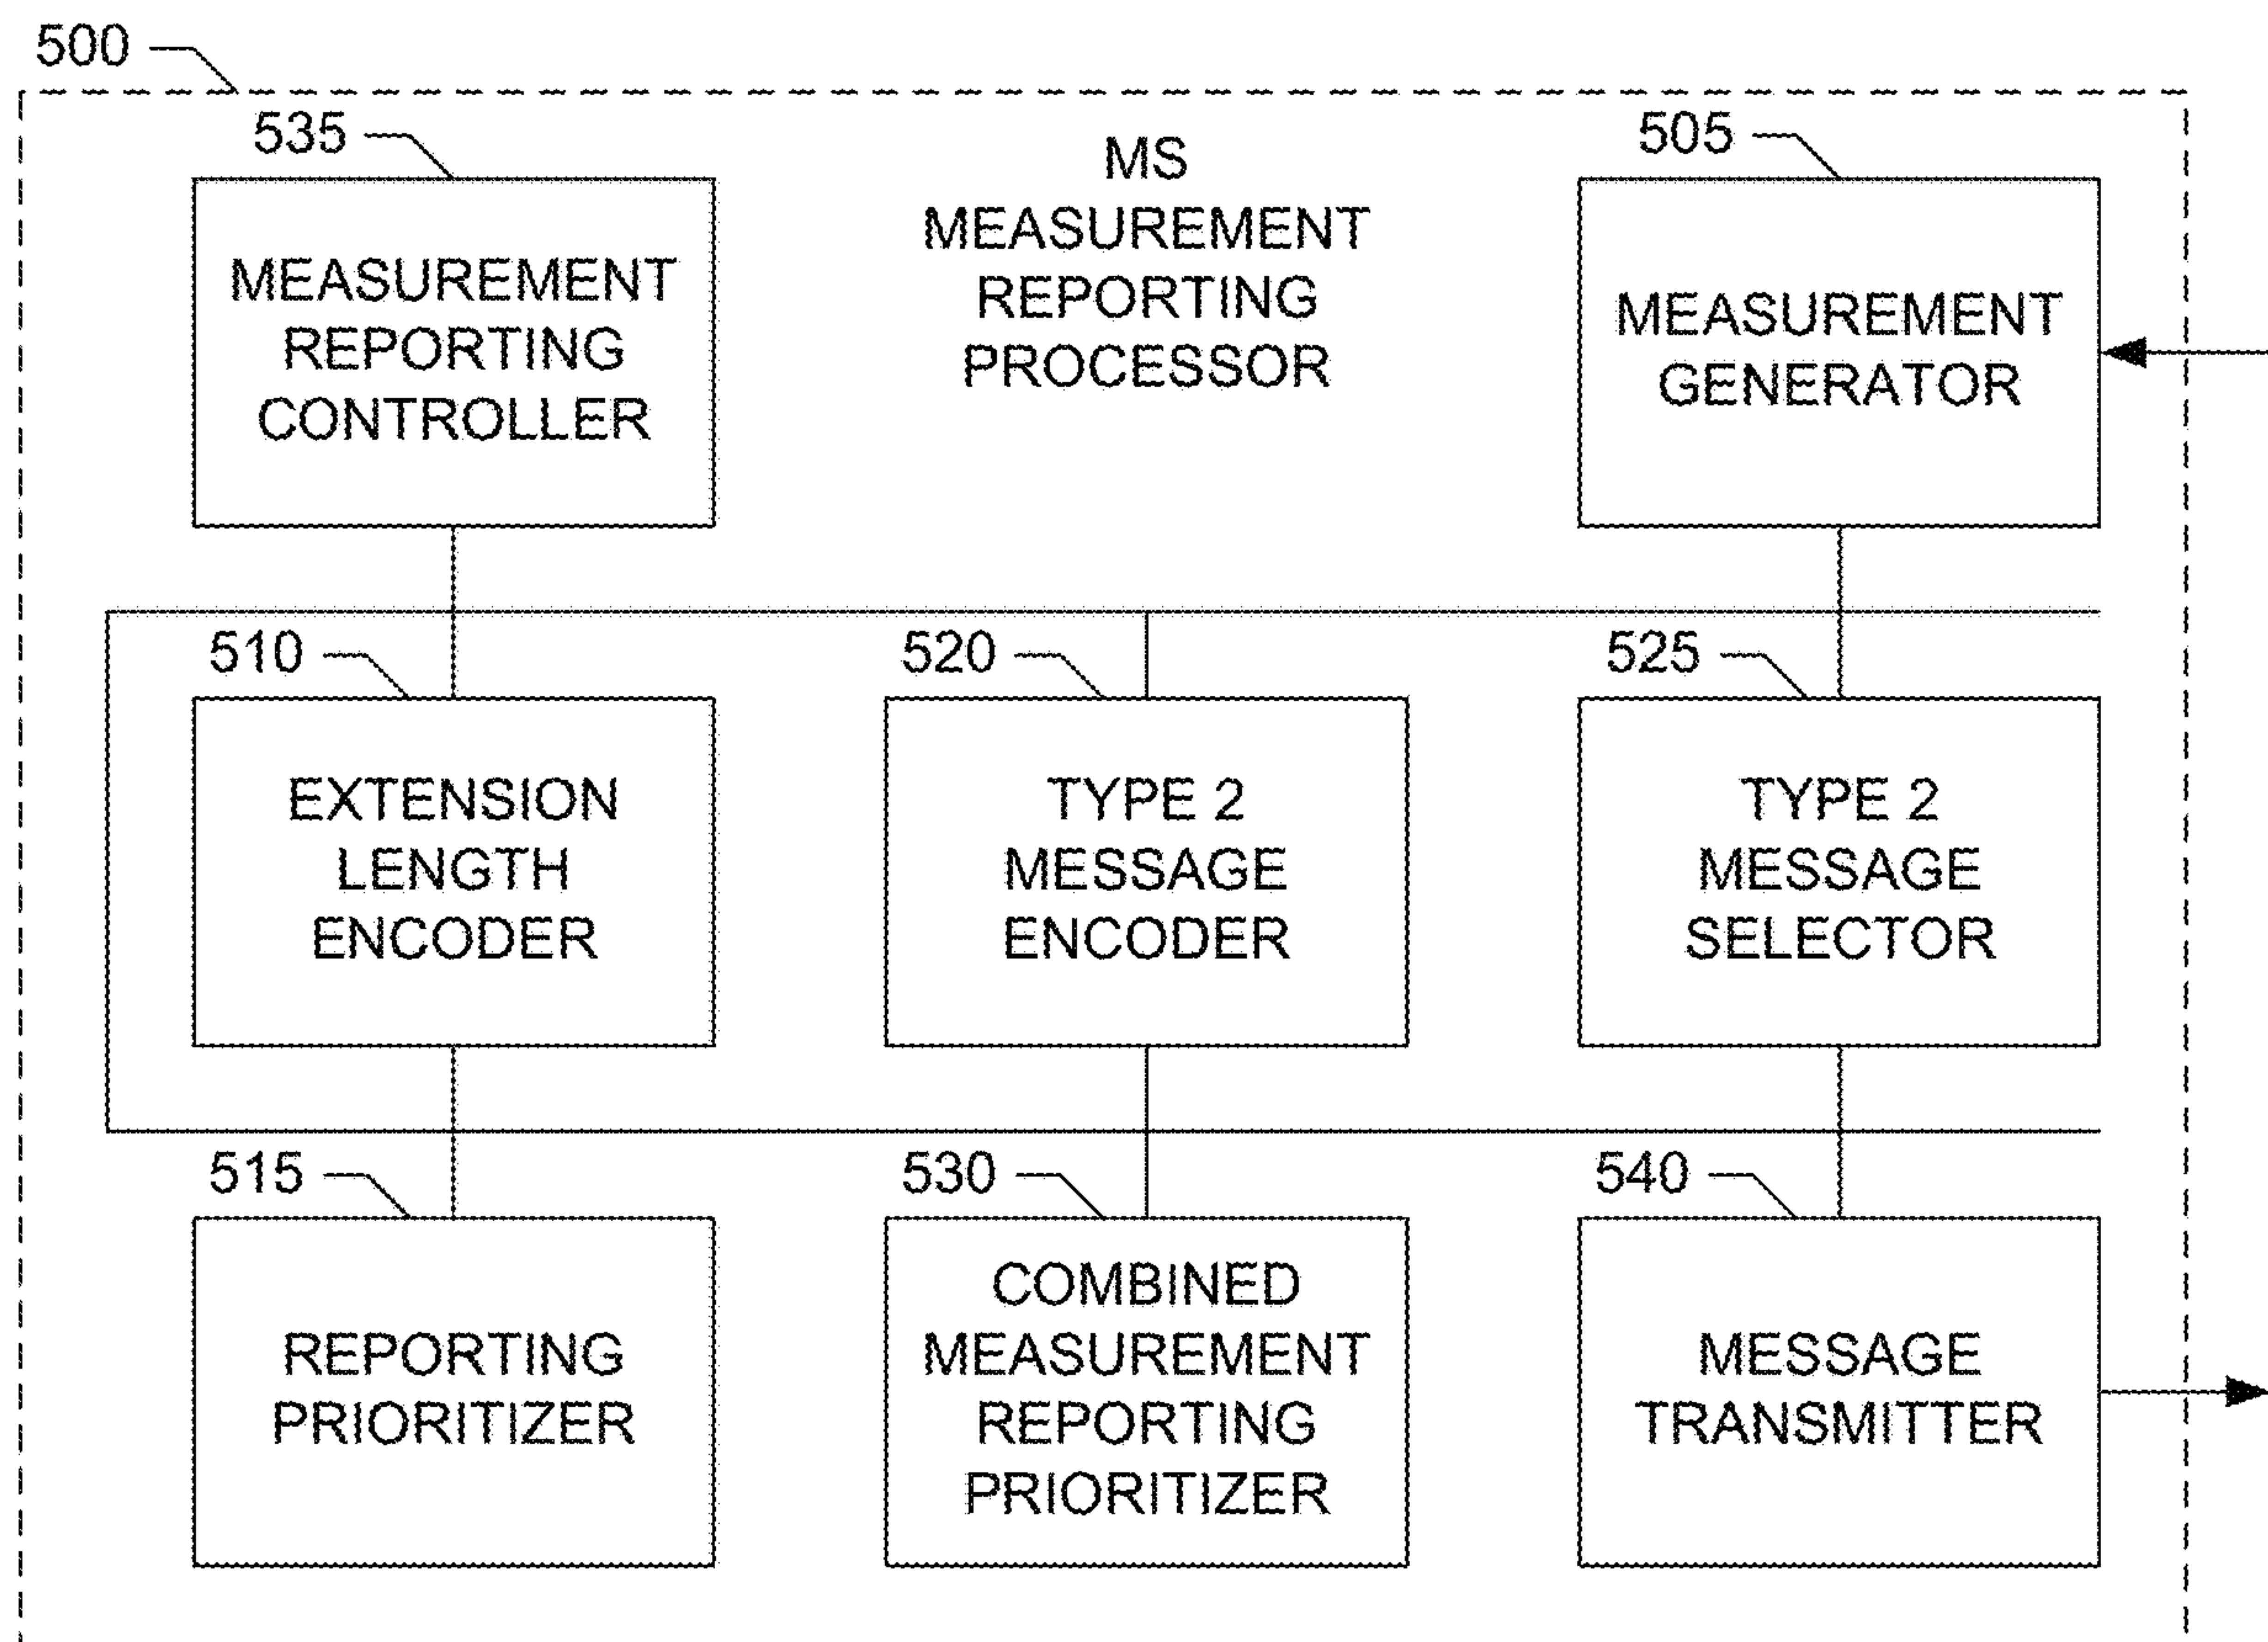 500
535
MEASUREMENT
REPORTING
CONTROLLER
MS
MEASUREMENT
REPORTING
PROCESSOR
505
MEASUREMENT
GENERATOR
510
EXTENSION
LENGTH
ENCODER
520
TYPE 2
MESSAGE
ENCODER
525
TYPE 2
MESSAGE
SELECTOR
515
REPORTING
PRIORITIZER
530
COMBINED
MEASUREMENT
REPORTING
PRIORITIZER
540
MESSAGE
TRANSMITTER